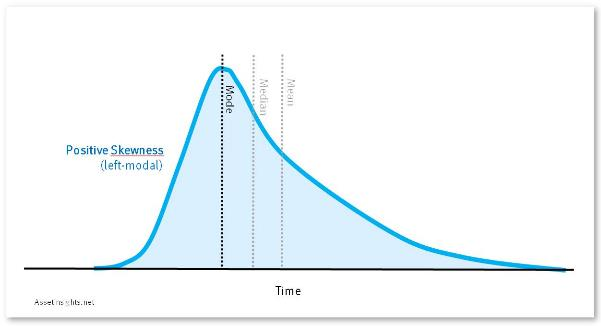 Mode
Median
Mean
Positive Skewness
(left-modal)
Time
Assetinsights.net